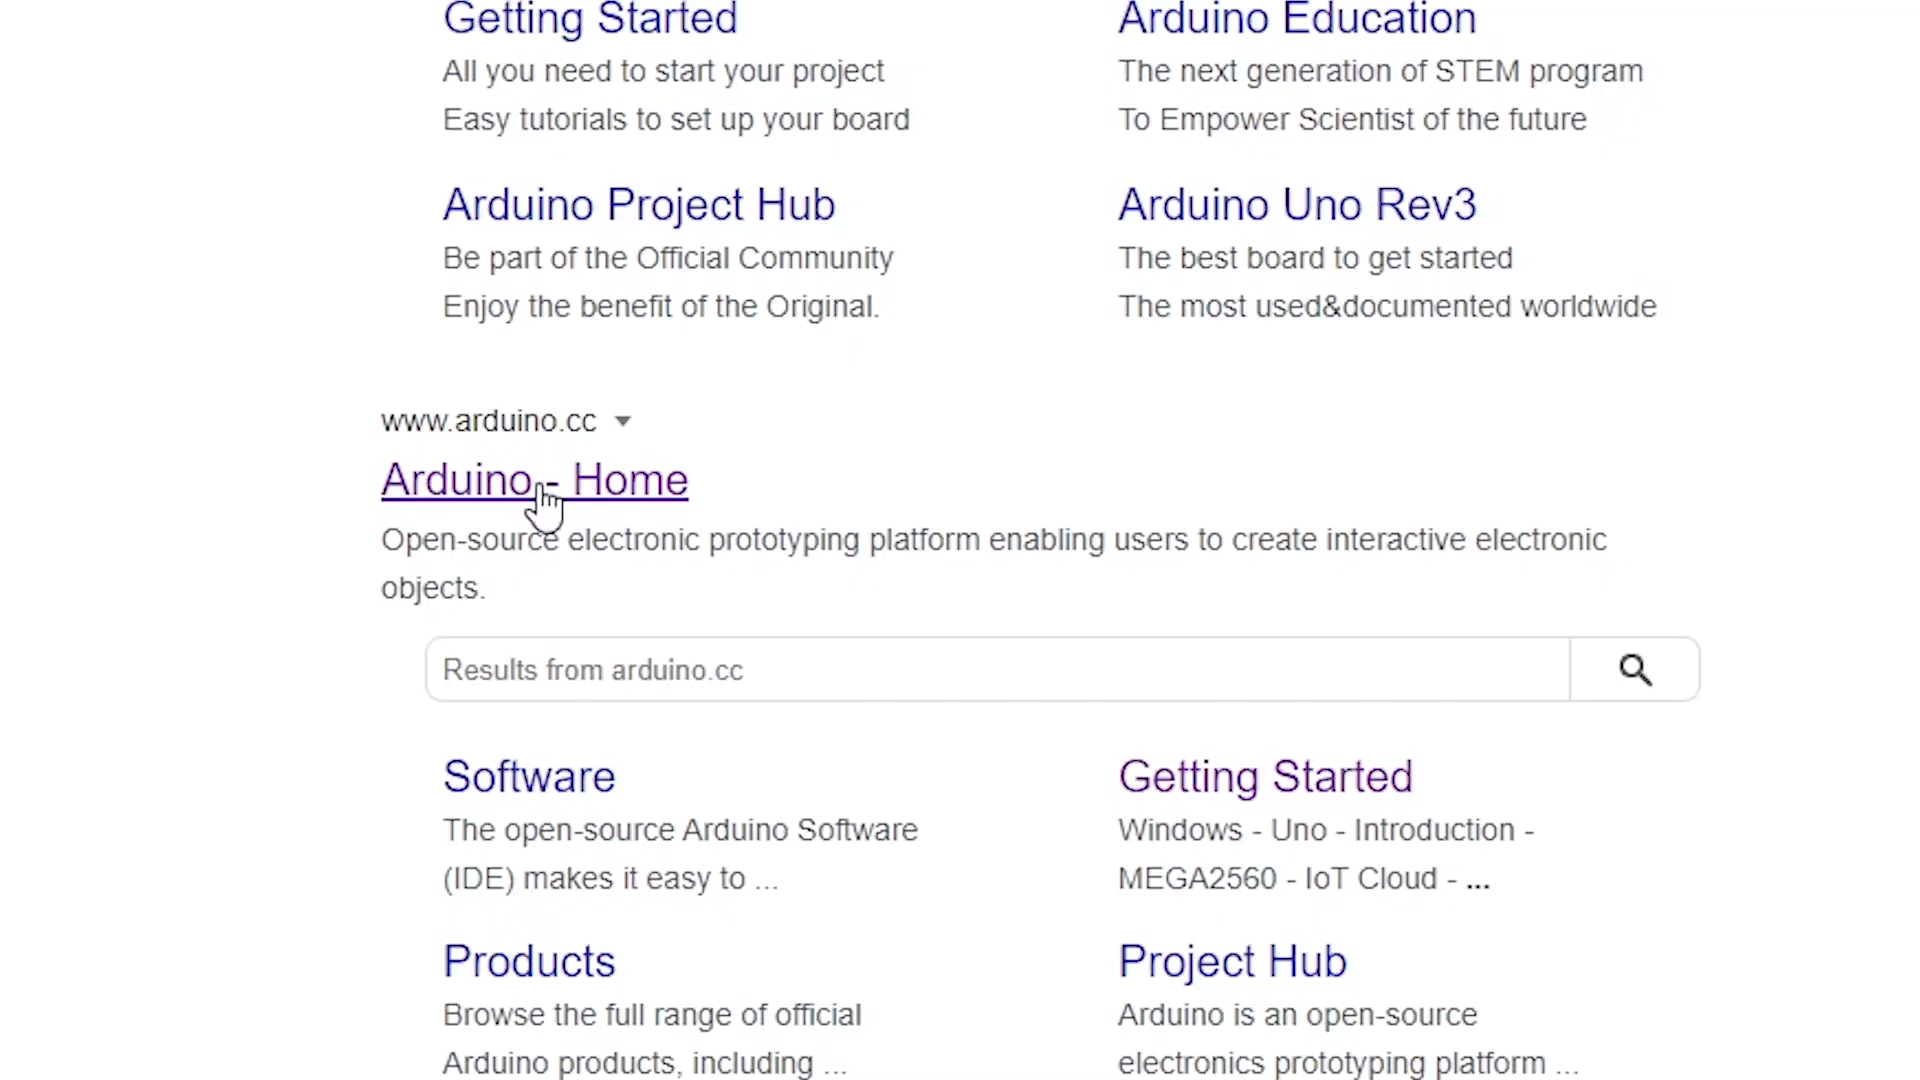 Getting Started
All you need to start your project
Easy tutorials to set up your board
Arduino Education
The next generation of STEM program
To Empower Scientist of the future
Arduino Project Hub
Be part of the Official Community
Enjoy the benefit of the Original.
Arduino Uno Rev3
The best board to get started
The most used&documented worldwide
www.arduino.cc
Arduino - Home
Open-source electronic prototyping platform enabling users to create interactive electronic
objects.
Results from arduino.cc
Software
The open-source Arduino Software
(IDE) makes it easy to ...
Getting Started
Windows - Uno - Introduction -
MEGA2560 - IoT Cloud - ...
Products
Browse the full range of official
Arduino products, including ...
Project Hub
Arduino is an open-source
electronics prototyping platform ...